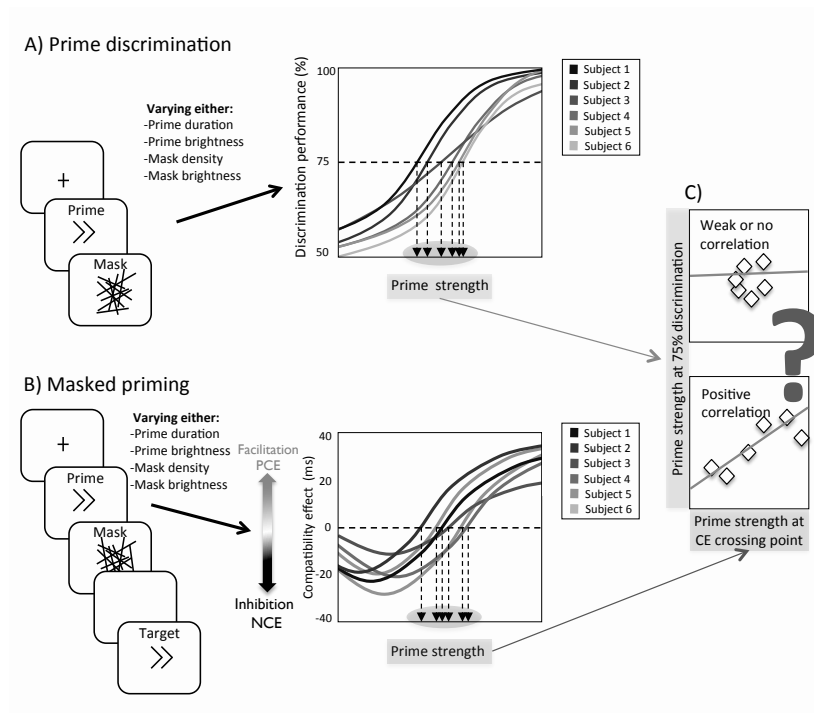 A) Prime discrimination
Varying either:
-Prime duration
-Prime brightness
-Mask density
-Mask brightness
+
Prime
Mask
Discrimination performance (%)
100
75
50
Prime strength
Subject 1
Subject 2
Subject 3
Subject 4
Subject 5
Subject 6
B) Masked priming
Varying either:
-Prime duration
-Prime brightness
-Mask density
-Mask brightness
+
Prime
Mask
Target
Facilitation
PCE
Inhibition
NCE
Compatibility effect (ms)
40
20
0
-20
-40
Prime strength
Subject 1
Subject 2
Subject 3
Subject 4
Subject 5
Subject 6
C)
Prime strength at 75% discrimination
Weak or no
correlation
?
Positive
correlation
Prime strength at
CE crossing point